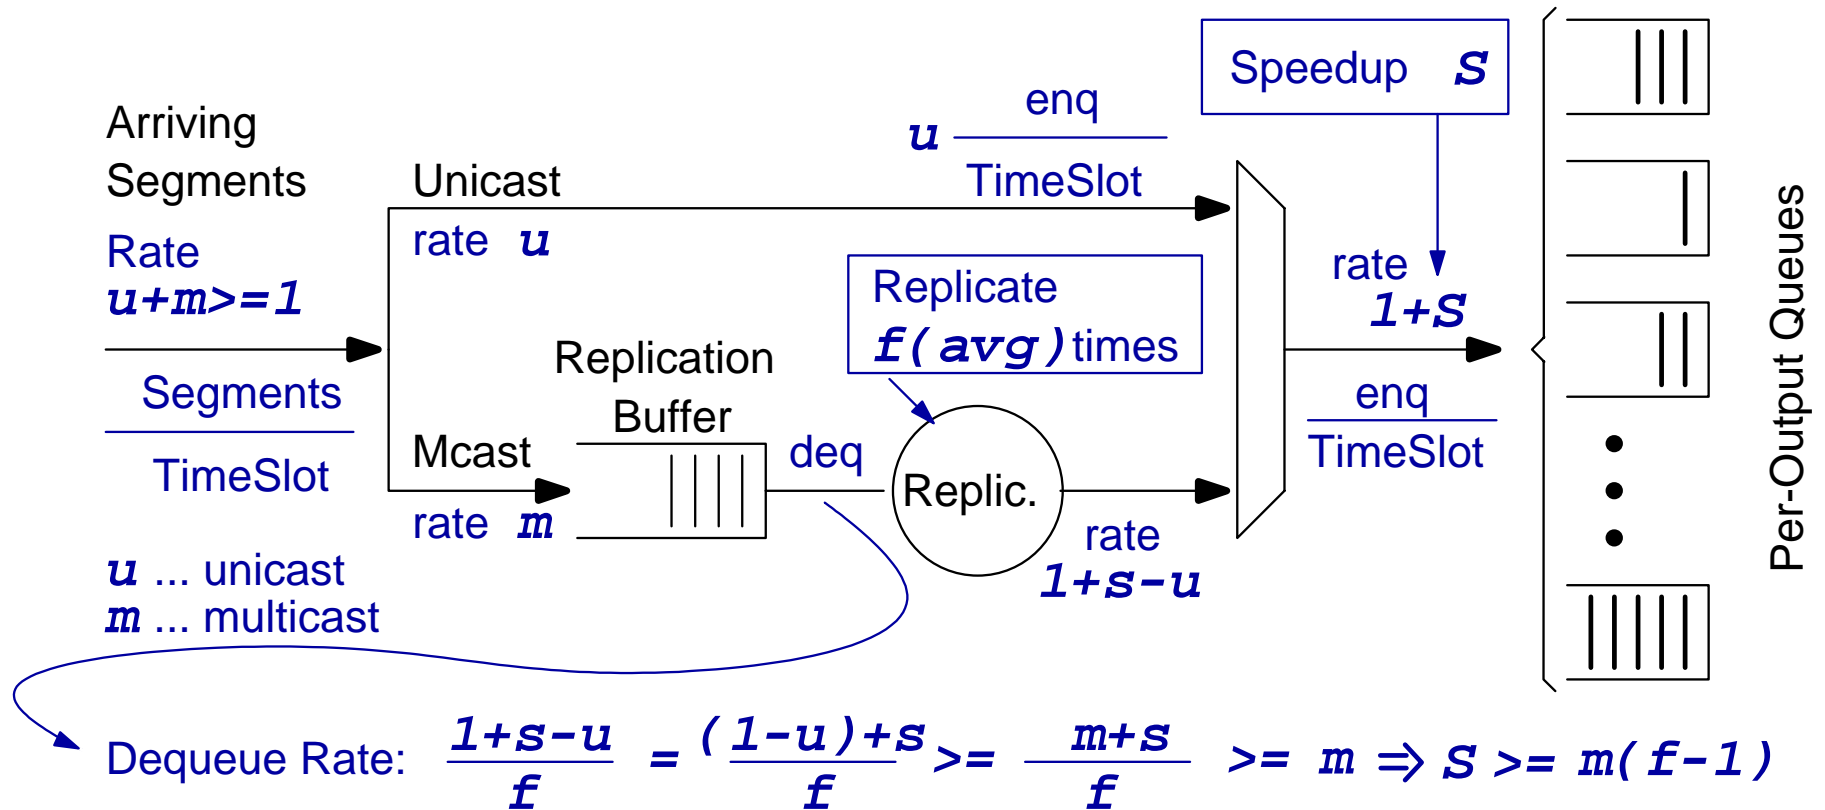 Arriving
Segments
Rate
u+m>=1
Segments
TimeSlot
u ... unicast
m ... multicast
Unicast
rate u
Mcast
rate m
Replication
Buffer
deq
Replicate
f(avg) times
Replic.
rate
1+s-u
u enq
TimeSlot
Speedup S
rate
1+S
enq
TimeSlot
Per-Output Queues
Dequeue Rate: 1+s-u / f = (1-u)+s / f >= m+s / f >= m ⇒ S >= m(f-1)